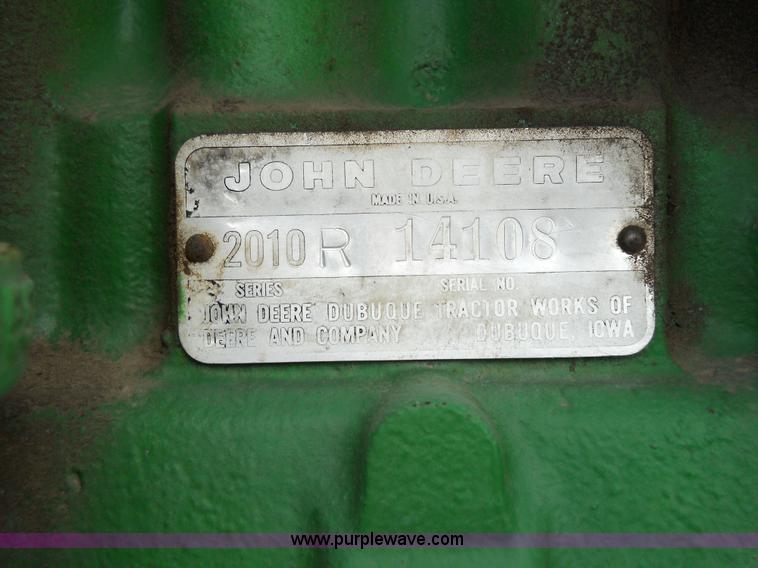 JOHN DEERE
MADE IN U.S.A.
2010 R 14108
SERIES SERIAL NO.
JOHN DEERE DUBUQUE TRACTOR WORKS OF
DEERE AND COMPANY DUBUQUE, IOWA
www.purplewave.com